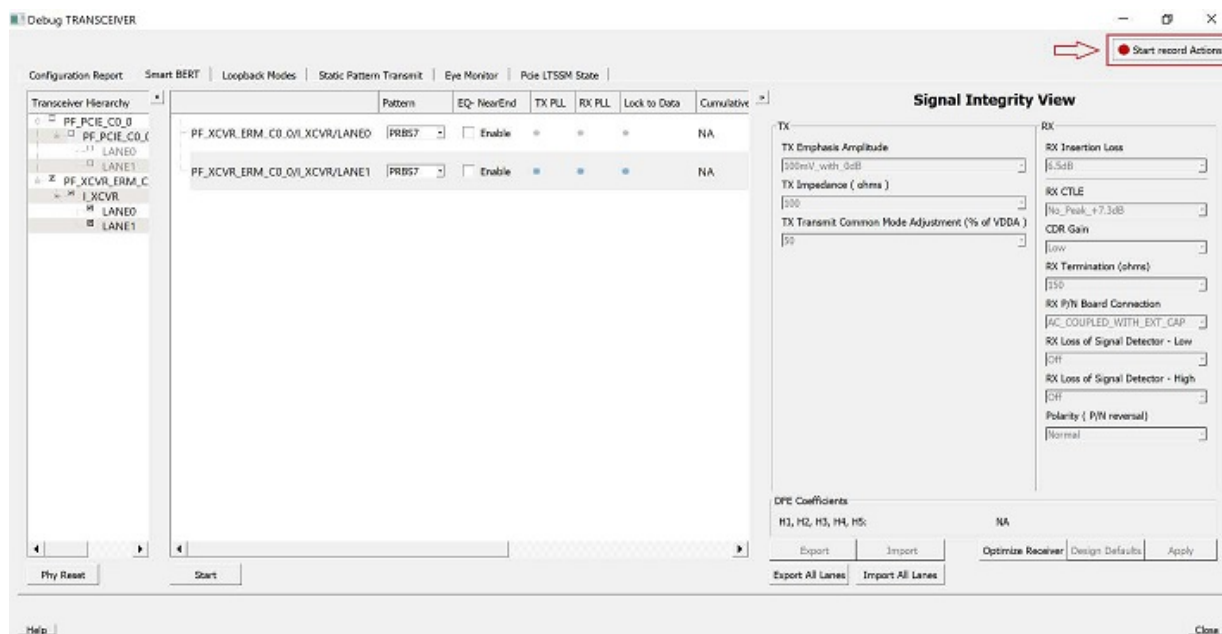 Debug TRANSCEIVER
Start record Actions
Configuration Report Smart BERT Loopback Modes Static Pattern Transmit Eye Monitor Pcie LTSSM State
Transceiver Hierarchy
PF_PCIE_C0_0
PF_PCIE_C0_0
LANE0
LANE1
PF_XCVR_ERM_C
I_XCVR
LANE0
LANE1
Pattern EQ- NearEnd TX PLL RX PLL Lock to Data Cumulative
PF_XCVR_ERM_C0_0/I_XCVR/LANE0 PRBS7 Enable NA
PF_XCVR_ERM_C0_0/I_XCVR/LANE1 PRBS7 Enable NA
Phy Reset Start
Signal Integrity View
TX
TX Emphasis Amplitude
100mV_with_0dB
TX Impedance ( ohms )
100
TX Transmit Common Mode Adjustment (% of VDDA )
50
RX
RX Insertion Loss
6.5dB
RX CTLE
No_Peak_+7.3dB
CDR Gain
Low
RX Termination (ohms)
150
RX P/N Board Connection
AC_COUPLED_WITH_EXT_CAP
RX Loss of Signal Detector - Low
Off
RX Loss of Signal Detector - High
Off
Polarity ( P/N reversal)
Normal
DFE Coefficients
H1, H2, H3, H4, H5: NA
Export Import Optimize Receiver Design Defaults Apply
Export All Lanes Import All Lanes
Help Close